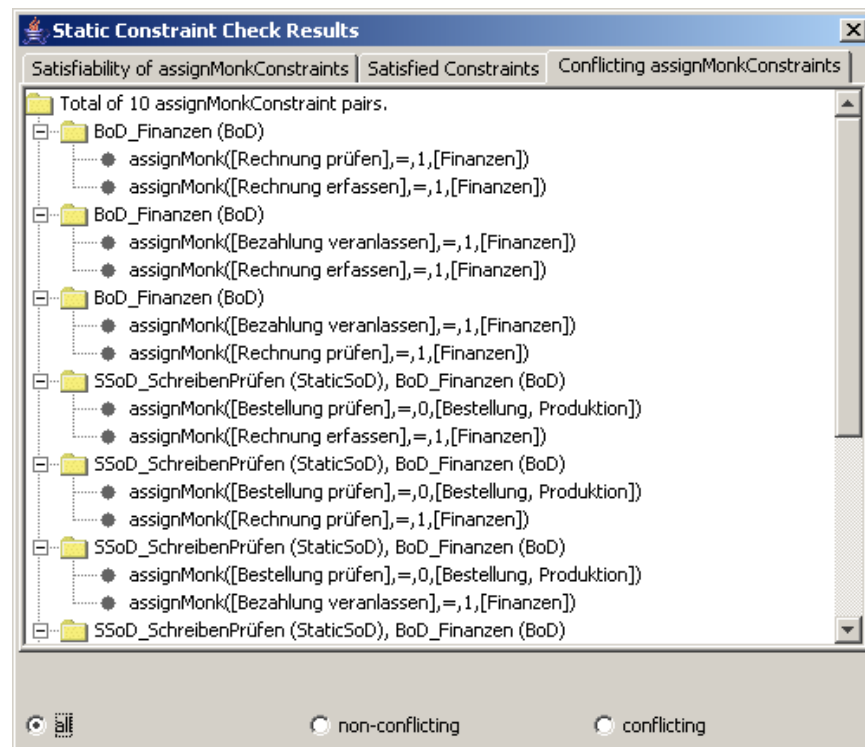 Static Constraint Check Results
Satisfiability of assignMonkConstraints Satisfied Constraints Conflicting assignMonkConstraints
Total of 10 assignMonkConstraint pairs.
BoD_Finanzen (BoD)
assignMonk([Rechnung prüfen],=,1,[Finanzen])
assignMonk([Rechnung erfassen],=,1,[Finanzen])
BoD_Finanzen (BoD)
assignMonk([Bezahlung veranlassen],=,1,[Finanzen])
assignMonk([Rechnung erfassen],=,1,[Finanzen])
BoD_Finanzen (BoD)
assignMonk([Bezahlung veranlassen],=,1,[Finanzen])
assignMonk([Rechnung prüfen],=,1,[Finanzen])
SSoD_SchreibenPrüfen (StaticSoD), BoD_Finanzen (BoD)
assignMonk([Bestellung prüfen],=,0,[Bestellung, Produktion])
assignMonk([Rechnung erfassen],=,1,[Finanzen])
SSoD_SchreibenPrüfen (StaticSoD), BoD_Finanzen (BoD)
assignMonk([Bestellung prüfen],=,0,[Bestellung, Produktion])
assignMonk([Rechnung prüfen],=,1,[Finanzen])
SSoD_SchreibenPrüfen (StaticSoD), BoD_Finanzen (BoD)
assignMonk([Bestellung prüfen],=,0,[Bestellung, Produktion])
assignMonk([Bezahlung veranlassen],=,1,[Finanzen])
SSoD_SchreibenPrüfen (StaticSoD), BoD_Finanzen (BoD)
all non-conflicting conflicting